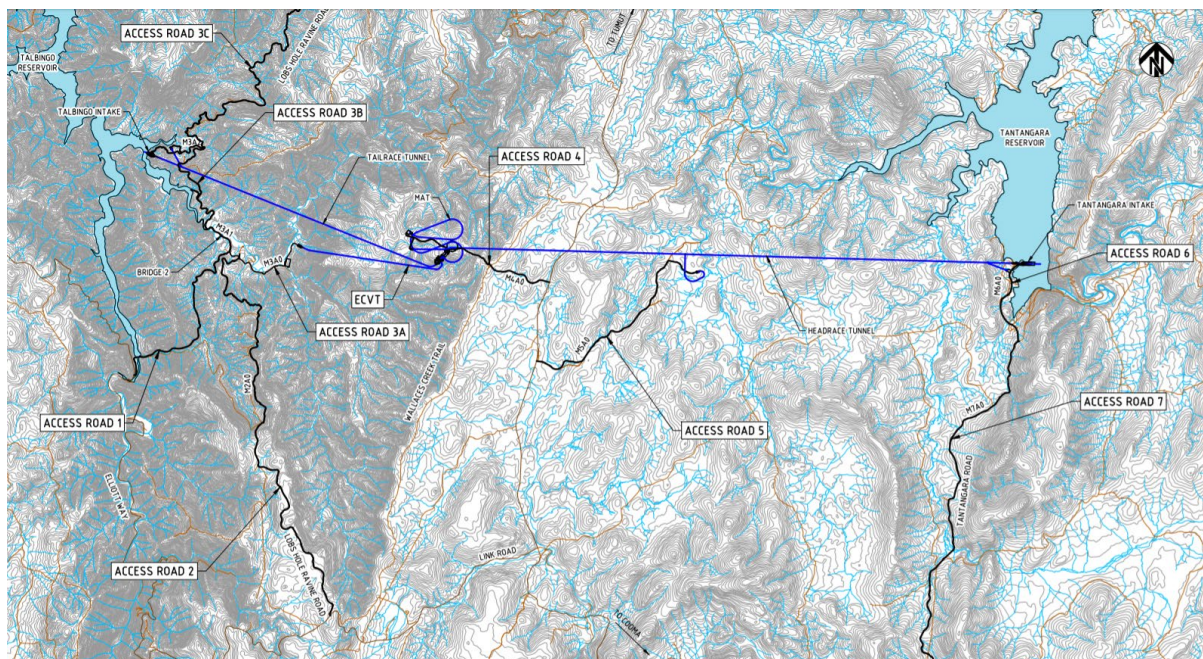 ACCESS ROAD 3C
LOBS HOLE RAVINE ROAD
TO TUMUT
N
TALBINGO
RESERVOIR
TALBINGO INTAKE
ACCESS ROAD 3B
M3A
TANTANGARA
RESERVOIR
ACCESS ROAD 4
TAILRACE TUNNEL
MAT
TANTANGARA INTAKE
M3A1
ACCESS ROAD 6
BRIDGE 2
M3A0
M4A0
M6A0
ECVT
ACCESS ROAD 3A
HEADRACE TUNNEL
M5A0
M2A0
WALLACES CREEK TRAIL
ACCESS ROAD 1
ACCESS ROAD 5
M7A0
ACCESS ROAD 7
ELLIOTT WAY
TANTANGARA ROAD
LINK ROAD
ACCESS ROAD 2
LOBS HOLE RAVINE ROAD
TO COOMA